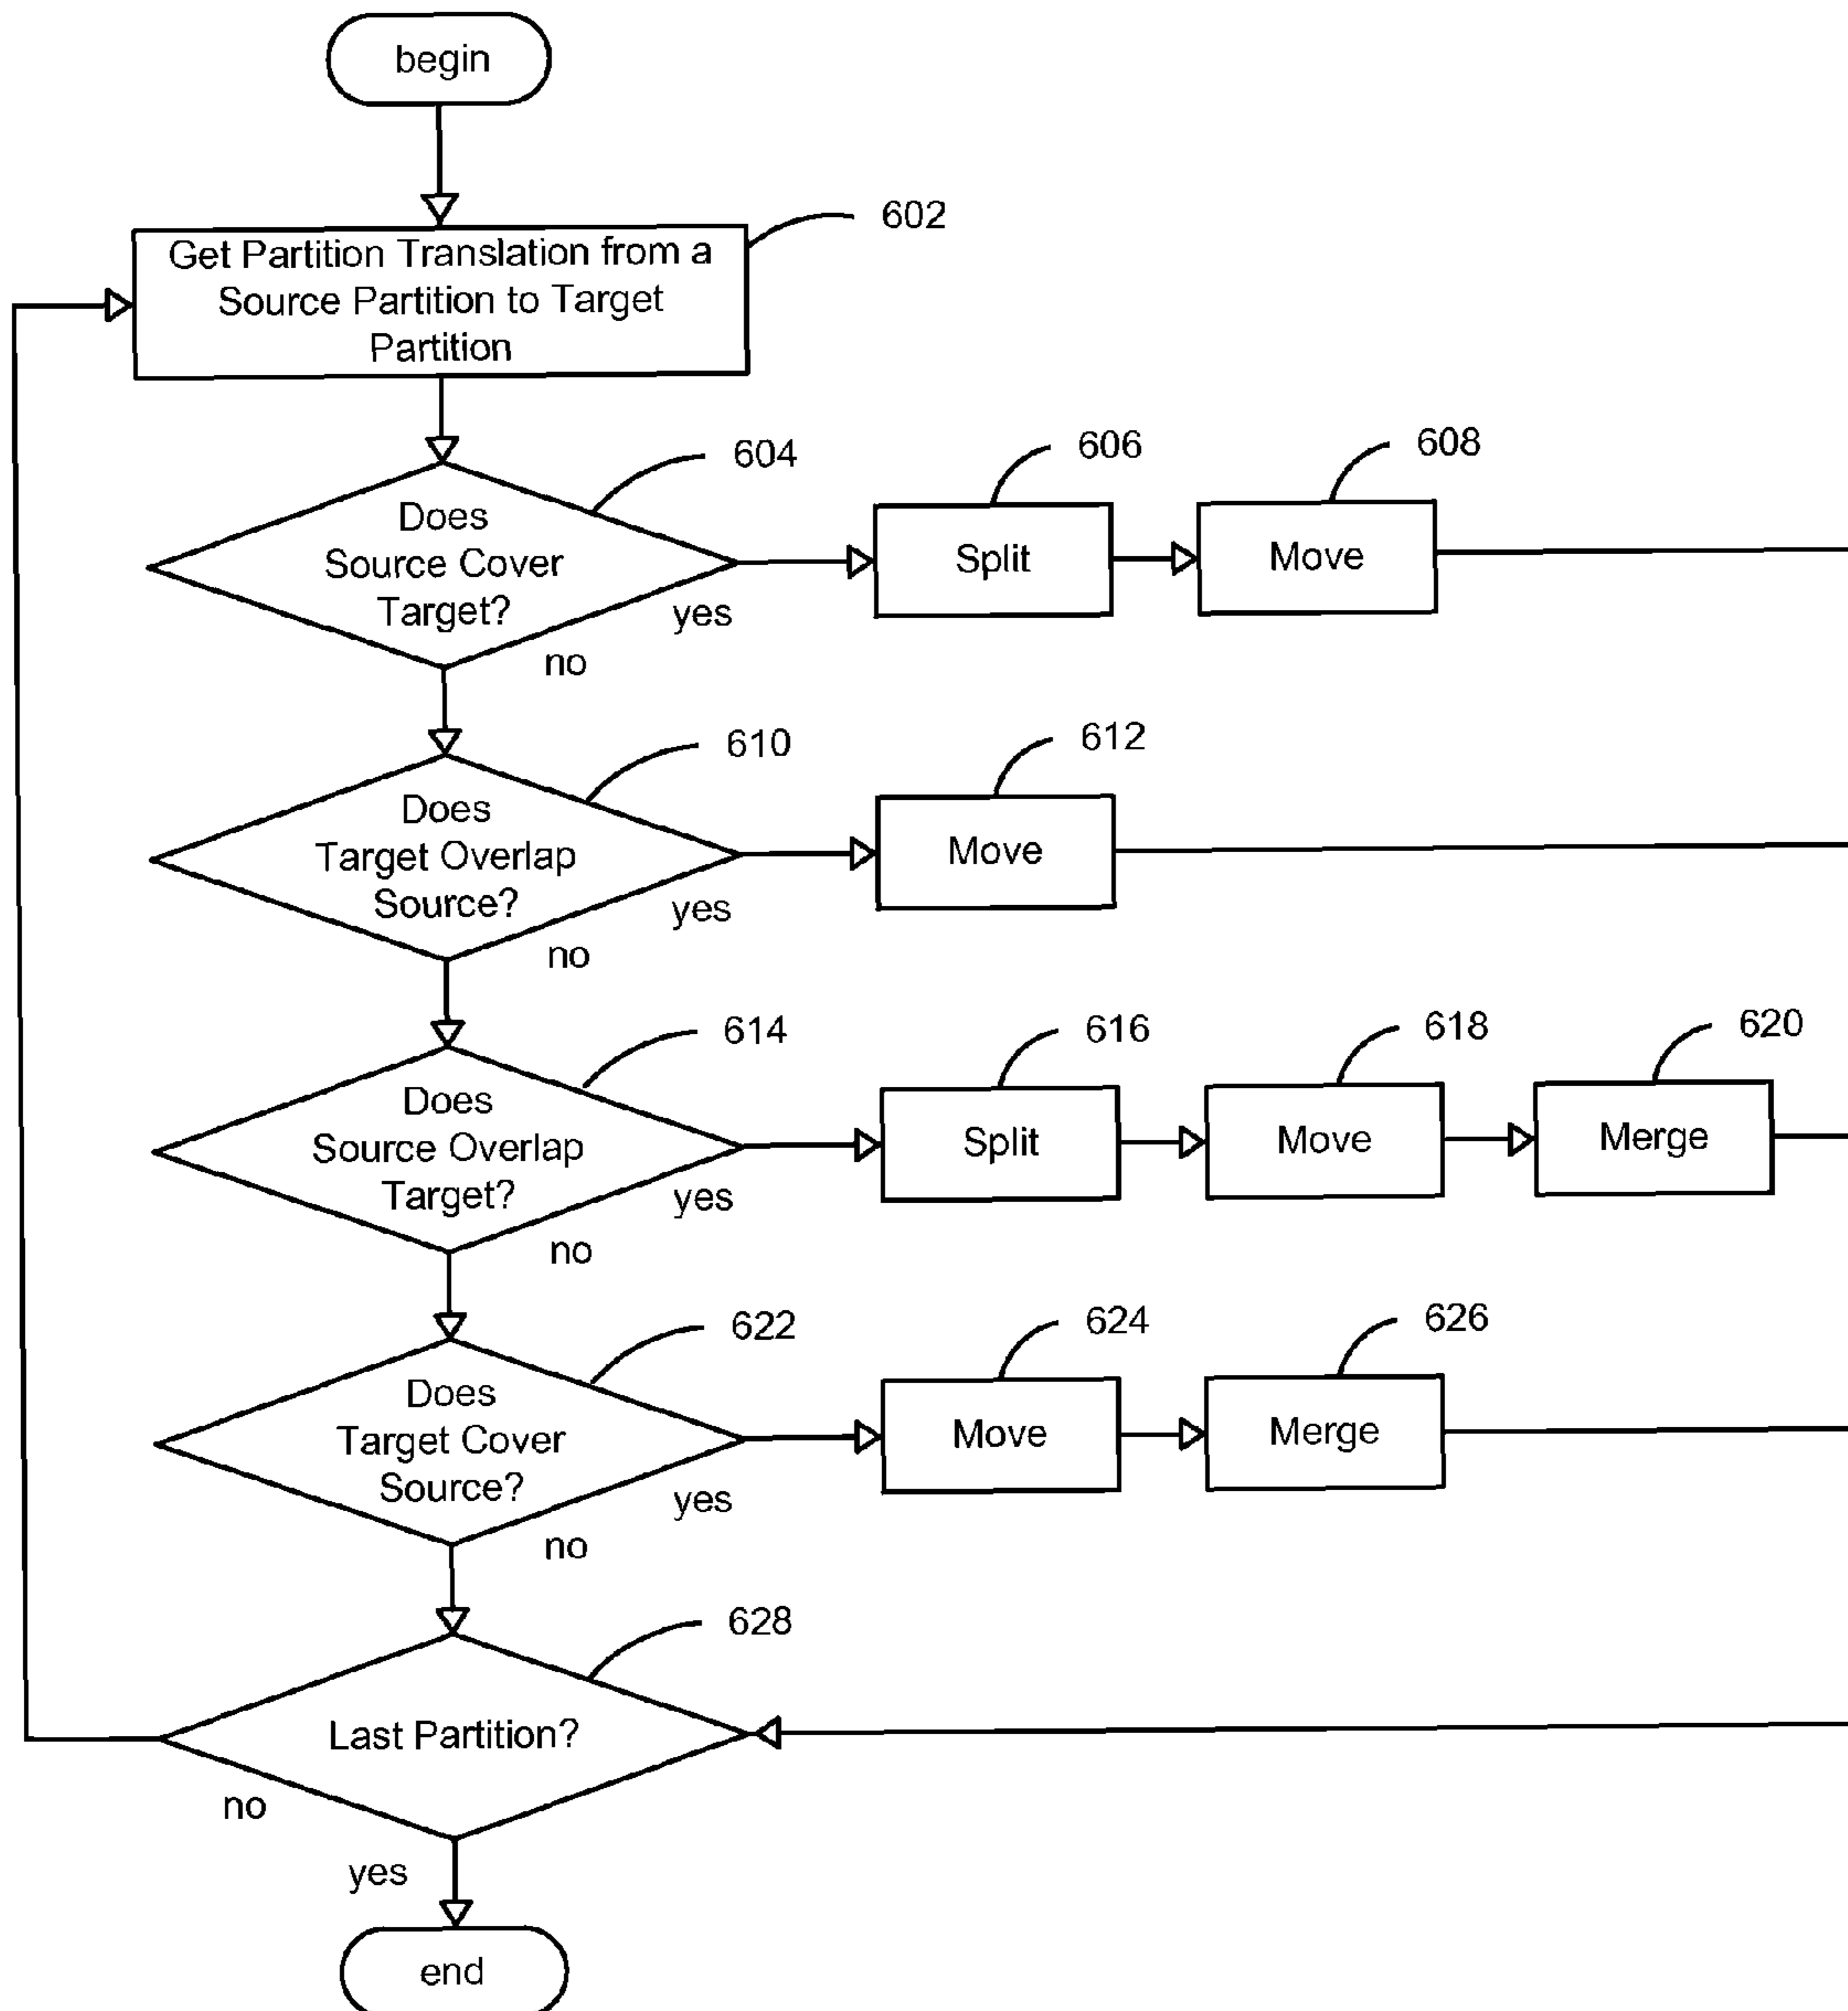 begin
602
Get Partition Translation from a
Source Partition to Target
Partition
604
606
608
Does
Source Cover
Target?
Split
Move
yes
no
610
612
Does
Target Overlap
Source?
Move
yes
no
614
616
618
620
Does
Source Overlap
Target?
Split
Move
Merge
yes
no
622
624
626
Does
Target Cover
Source?
Move
Merge
yes
no
628
Last Partition?
no
yes
end